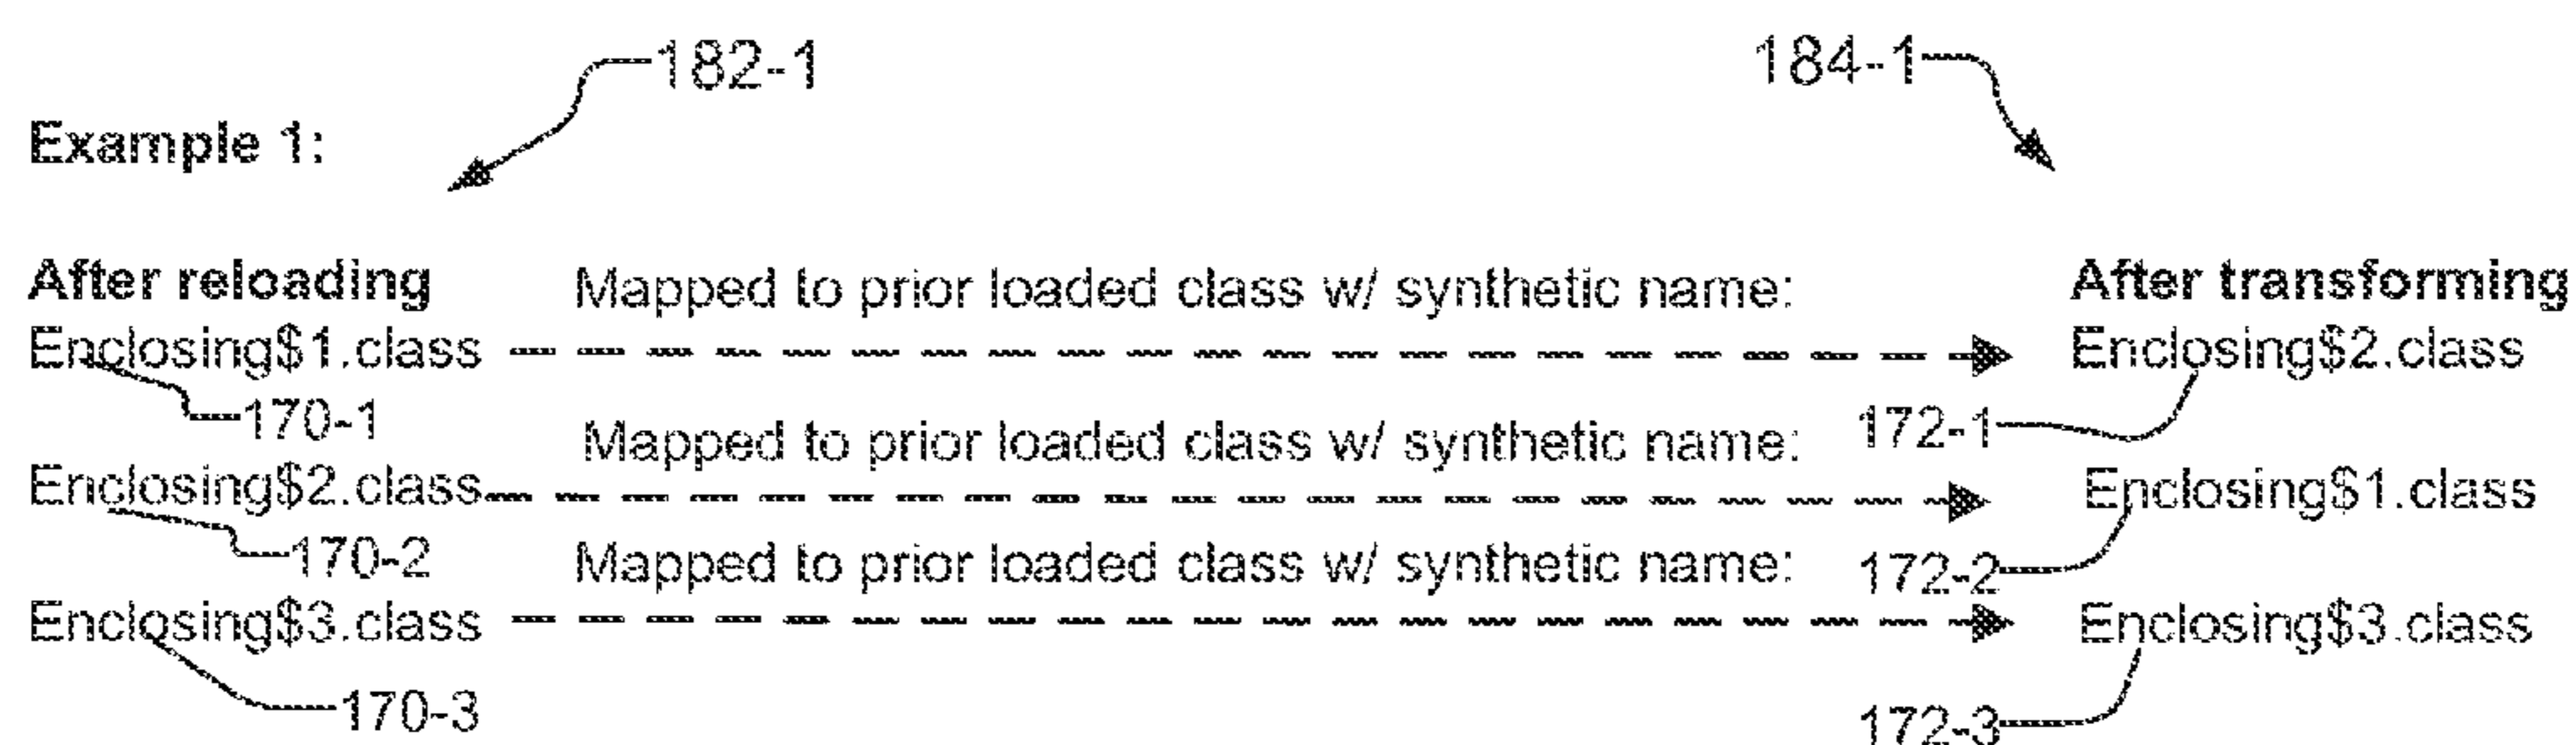 182-1
184-1
Example 1:
After reloading
Mapped to prior loaded class w/ synthetic name:
After transforming
Enclosing$1.class
Enclosing$2.class
170-1
Mapped to prior loaded class w/ synthetic name:
172-1
Enclosing$2.class
Enclosing$1.class
170-2
Mapped to prior loaded class w/ synthetic name:
172-2
Enclosing$3.class
Enclosing$3.class
170-3
172-3